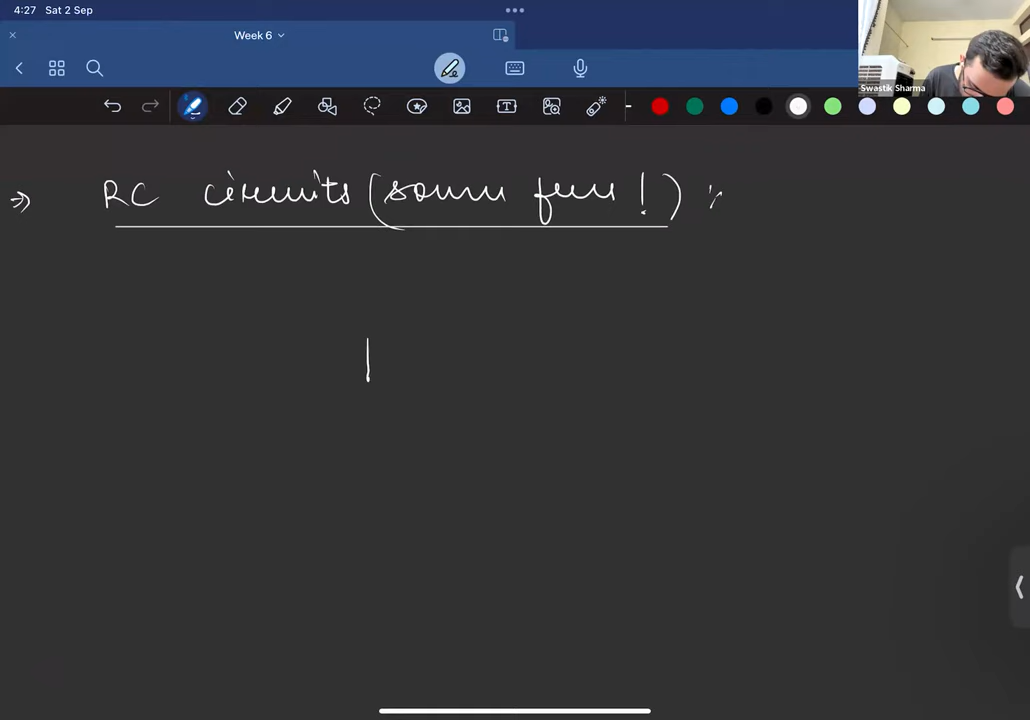 4:27 Sat 2 Sep
Week 6
Swastik Sharma
⇒ RC circuits (some fun !) :